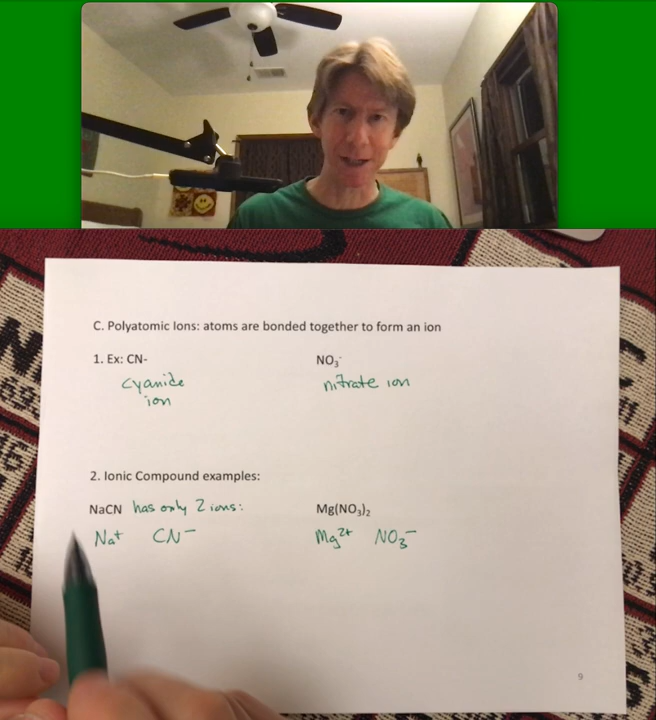 C. Polyatomic Ions: atoms are bonded together to form an ion
1. Ex: CN- NO₃⁻
cyanide nitrate ion
ion
2. Ionic Compound examples:
NaCN has only 2 ions: Mg(NO₃)₂
Na⁺ CN⁻ Mg²⁺ NO₃⁻
9